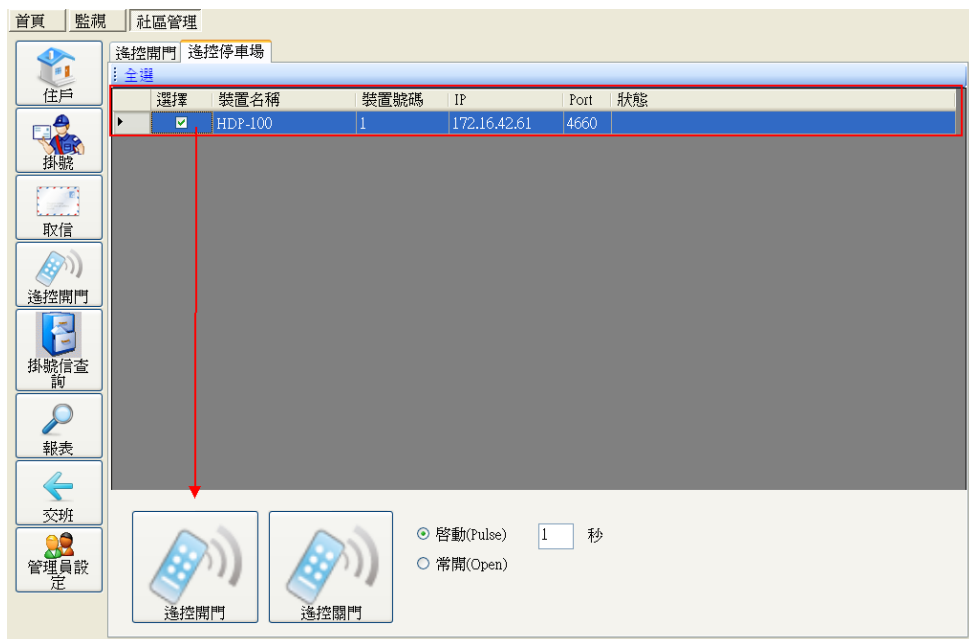 首頁 監視 社區管理
遙控開門 遙控停車場
全選
選擇 裝置名稱 裝置號碼 IP Port 狀態
HDP-100 1 172.16.42.61 4660
住戶
掛號
取信
遙控開門
掛號信查
詢
報表
交班
管理員設
定
啓動(Pulse) 1 秒
常開(Open)
遙控開門 遙控關門